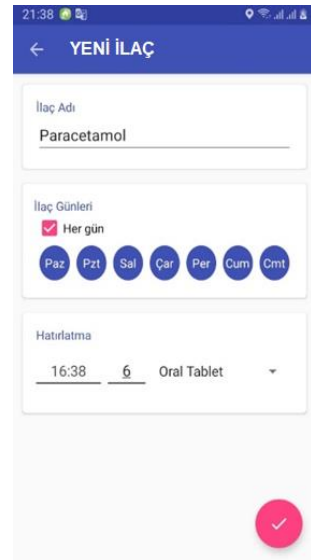 21:38
YENİ İLAÇ
İlaç Adı
Paracetamol
İlaç Günleri
Her gün
Paz Pzt Sal Çar Per Cum Cmt
Hatırlatma
16:38 6 Oral Tablet